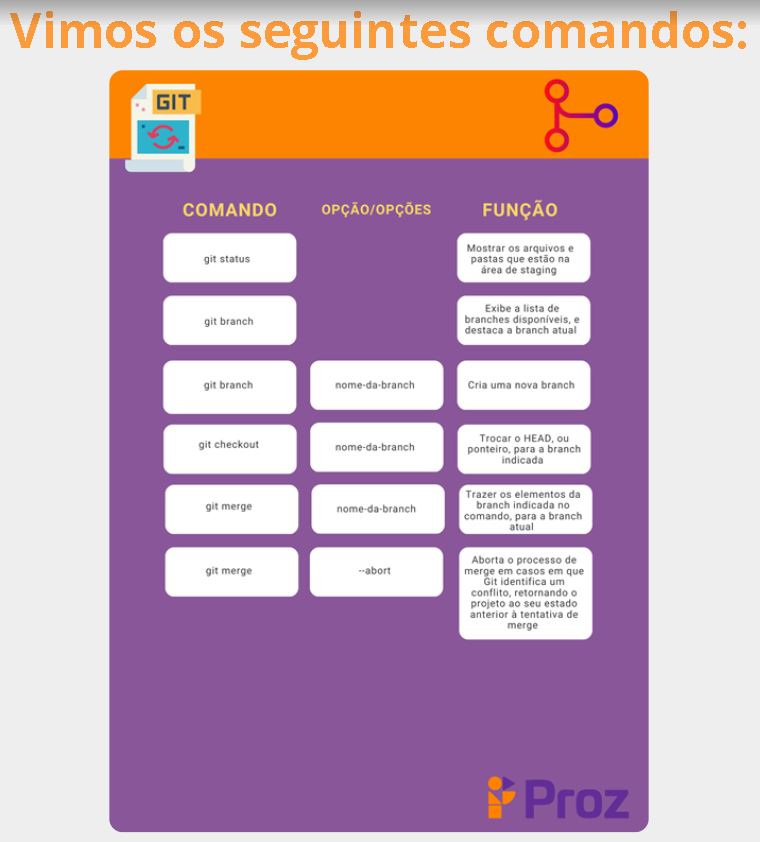 Vimos os seguintes comandos:
GIT
COMANDO
OPÇÃO/OPÇÕES
FUNÇÃO
git status
Mostrar os arquivos e
pastas que estão na
área de staging
git branch
Exibe a lista de
branches disponíveis, e
destaca a branch atual
git branch
nome-da-branch
Cria uma nova branch
git checkout
nome-da-branch
Trocar o HEAD, ou
ponteiro, para a branch
indicada
git merge
nome-da-branch
Trazer os elementos da
branch indicada no
comando, para a branch
atual
git merge
--abort
Aborta o processo de
merge em casos em que
Git identifica um
conflito, retornando o
projeto ao seu estado
anterior à tentativa de
merge
Proz